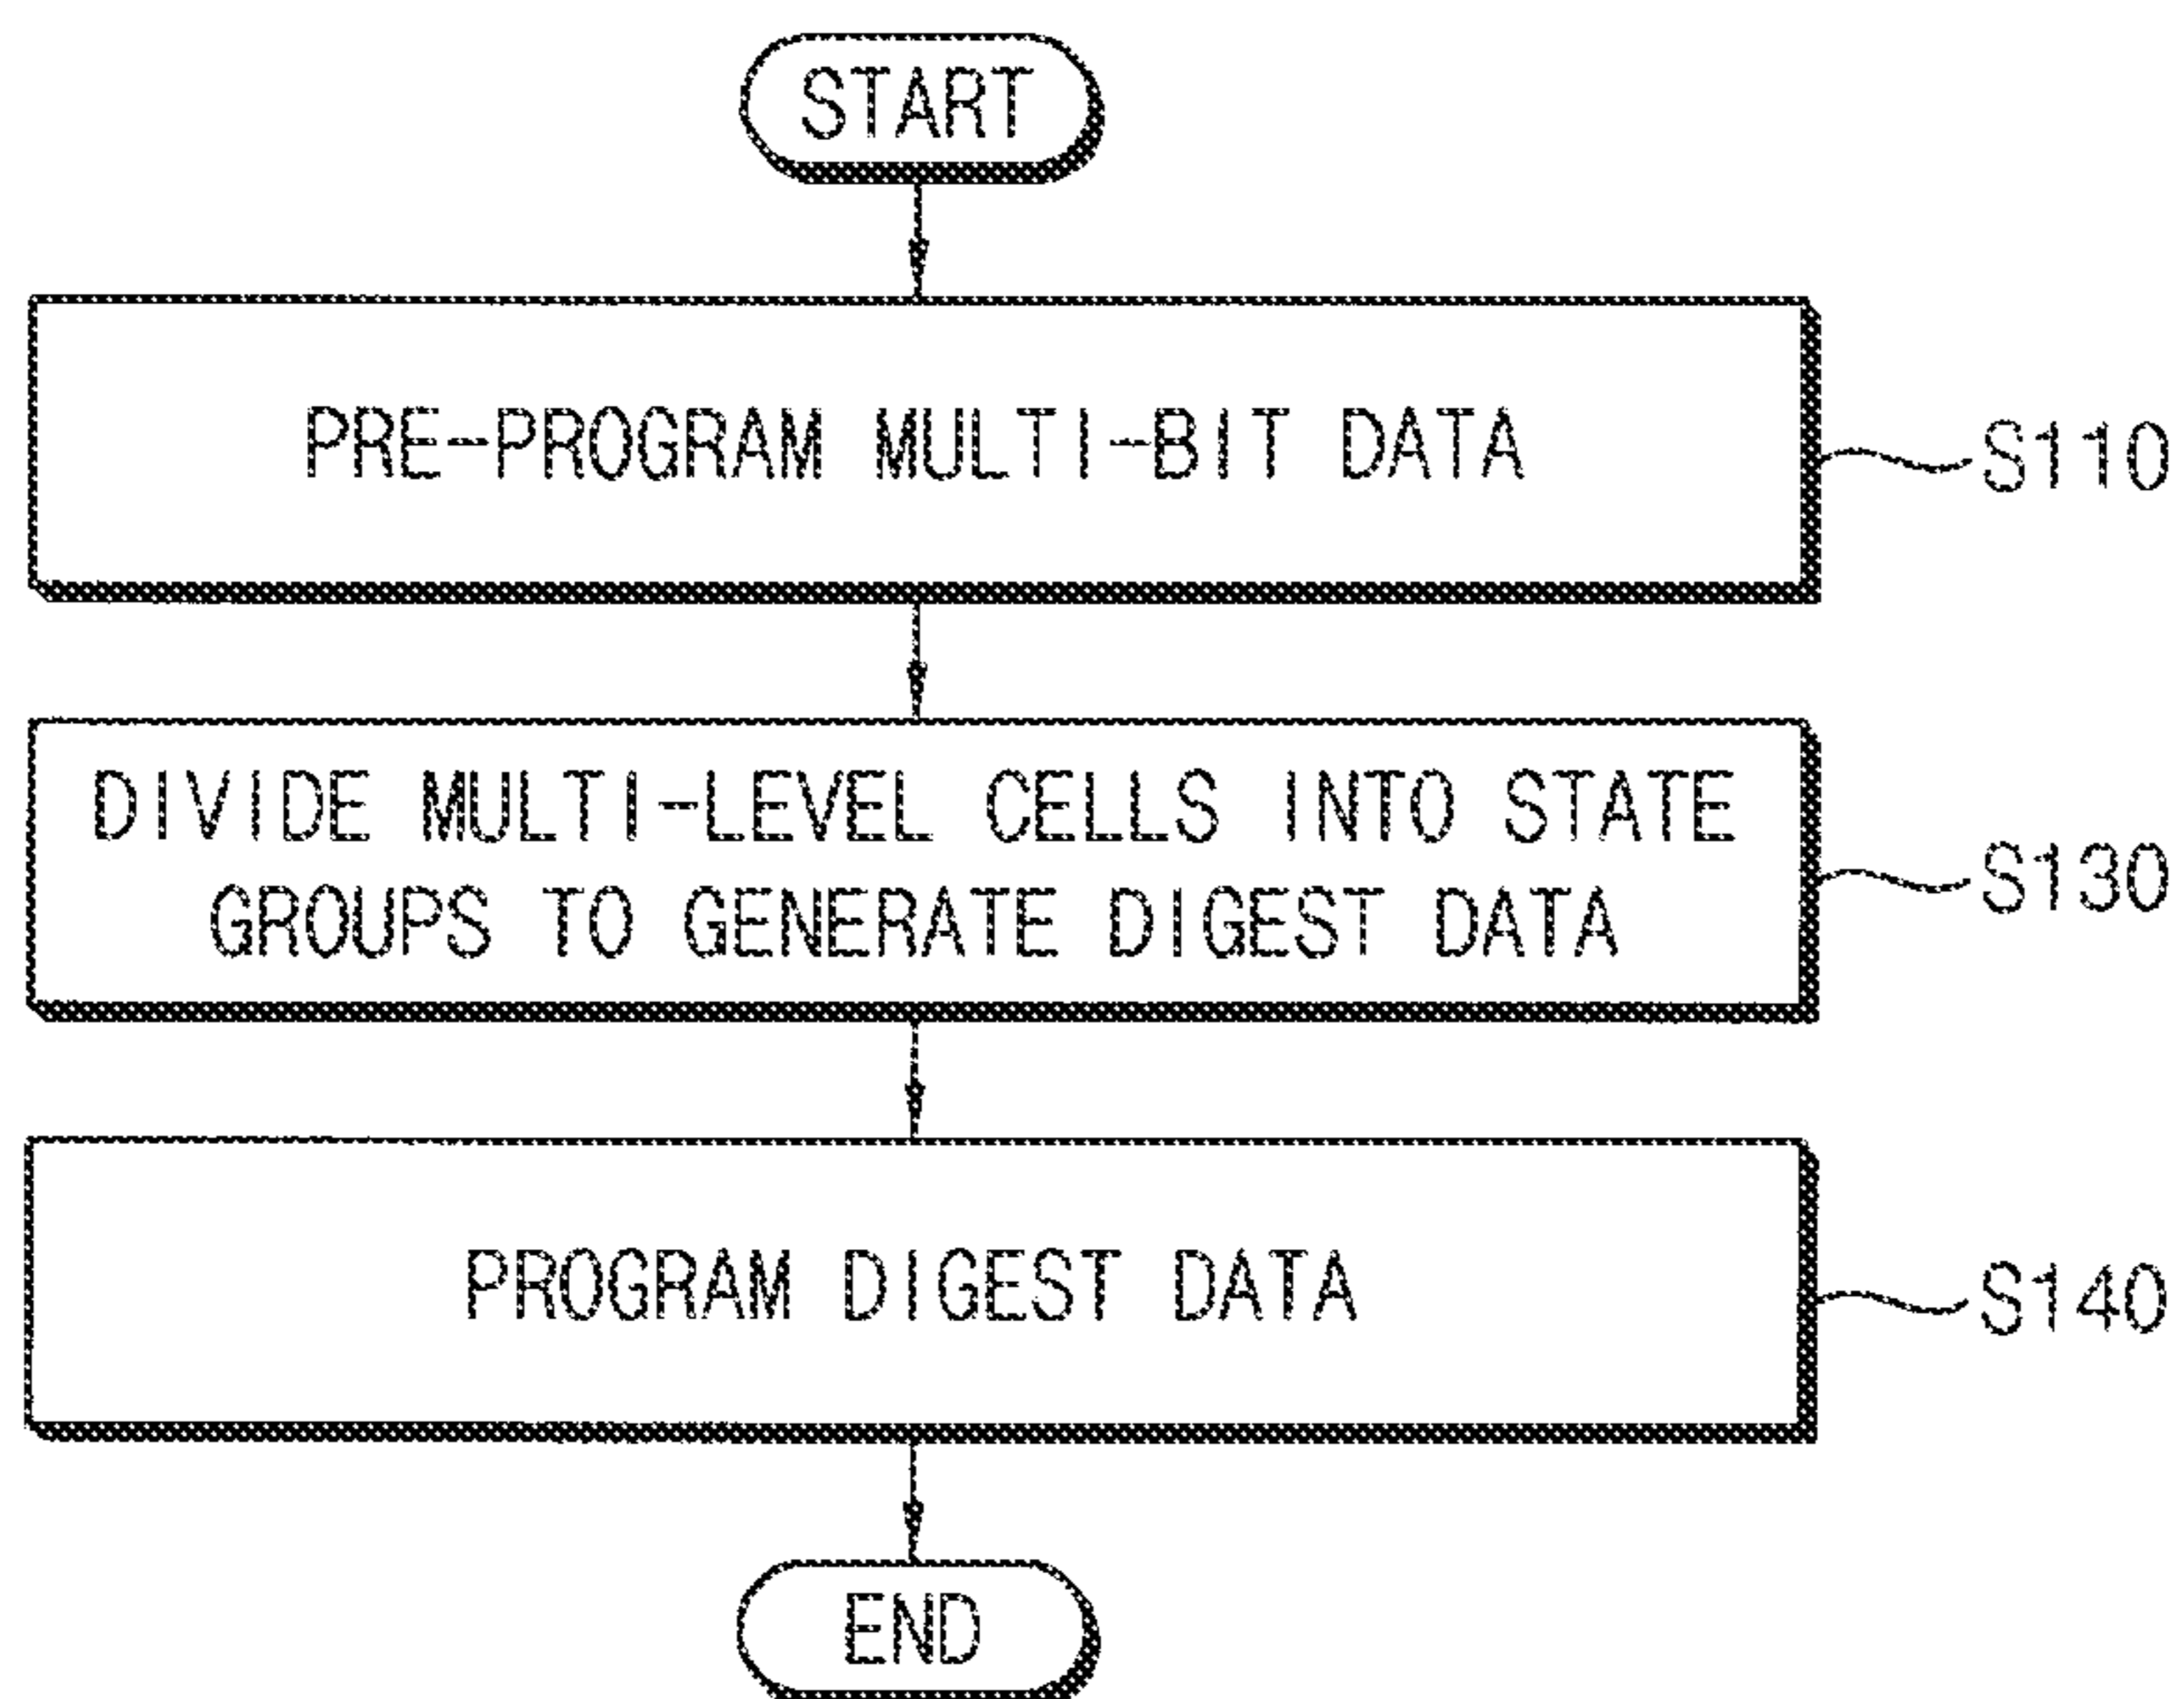 START
PRE-PROGRAM MULTI-BIT DATA
S110
DIVIDE MULTI-LEVEL CELLS INTO STATE
GROUPS TO GENERATE DIGEST DATA
S130
PROGRAM DIGEST DATA
S140
END